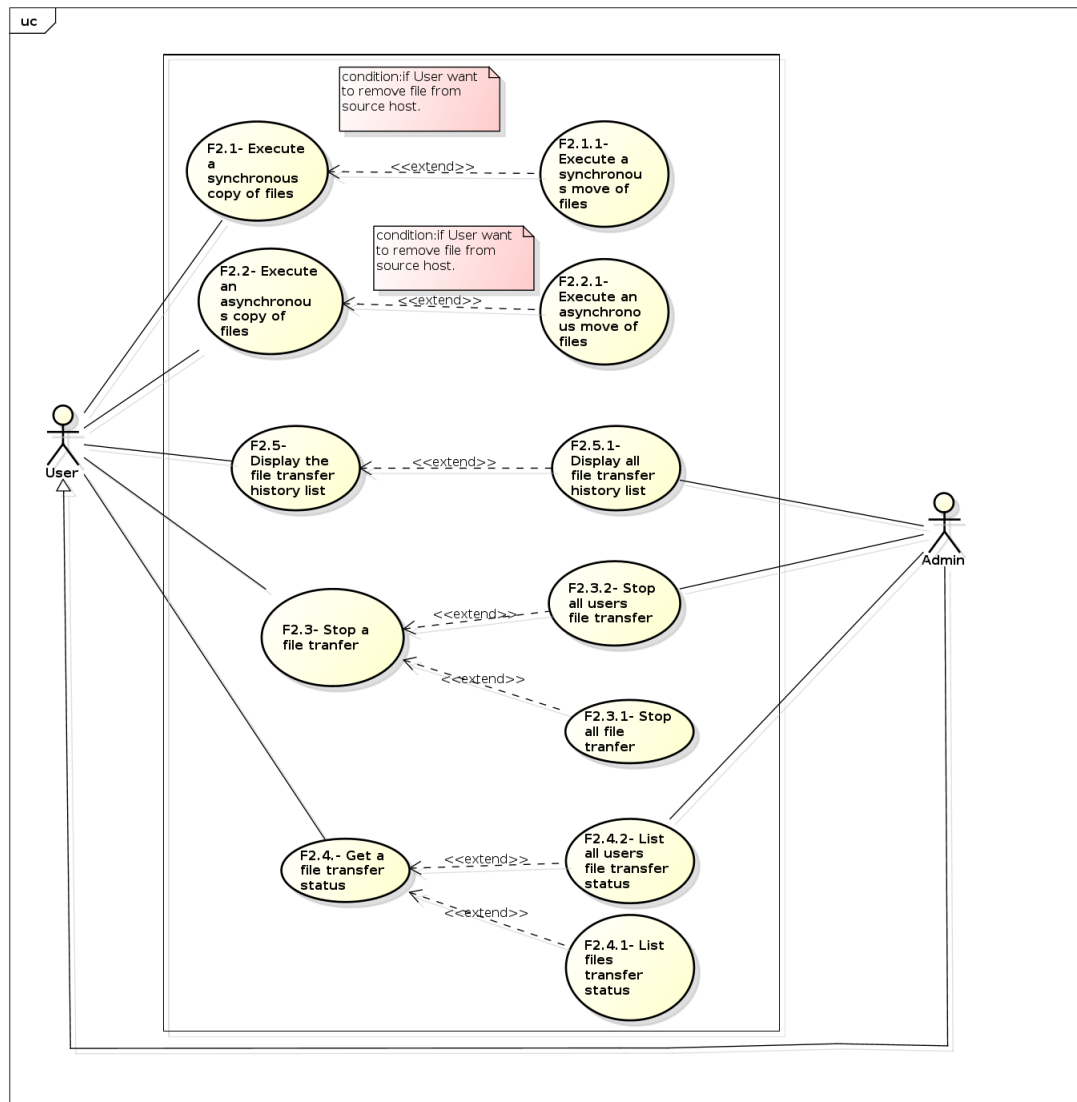 uc
condition:if User want
to remove file from
source host.
F2.1- Execute
a
synchronous
copy of files
<<extend>>
F2.1.1-
Execute a
synchronou
s move of
files
condition:if User want
to remove file from
source host.
F2.2- Execute
an
asynchronou
s copy of
files
<<extend>>
F2.2.1-
Execute an
asynchrono
us move of
files
User
F2.5-
Display the
file transfer
history list
<<extend>>
F2.5.1-
Display all
file transfer
history list
Admin
F2.3- Stop a
file tranfer
<<extend>>
F2.3.2- Stop
all users
file transfer
<<extend>>
F2.3.1- Stop
all file
tranfer
F2.4.- Get a
file transfer
status
<<extend>>
F2.4.2- List
all users
file transfer
status
<<extend>>
F2.4.1- List
files
transfer
status